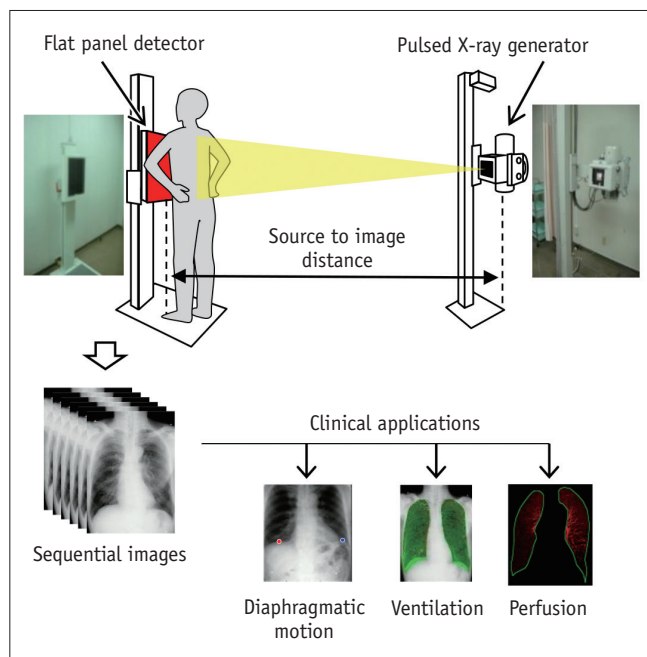 Flat panel detector
Pulsed X-ray generator
Source to image
distance
Clinical applications
Sequential images
Diaphragmatic
motion
Ventilation
Perfusion